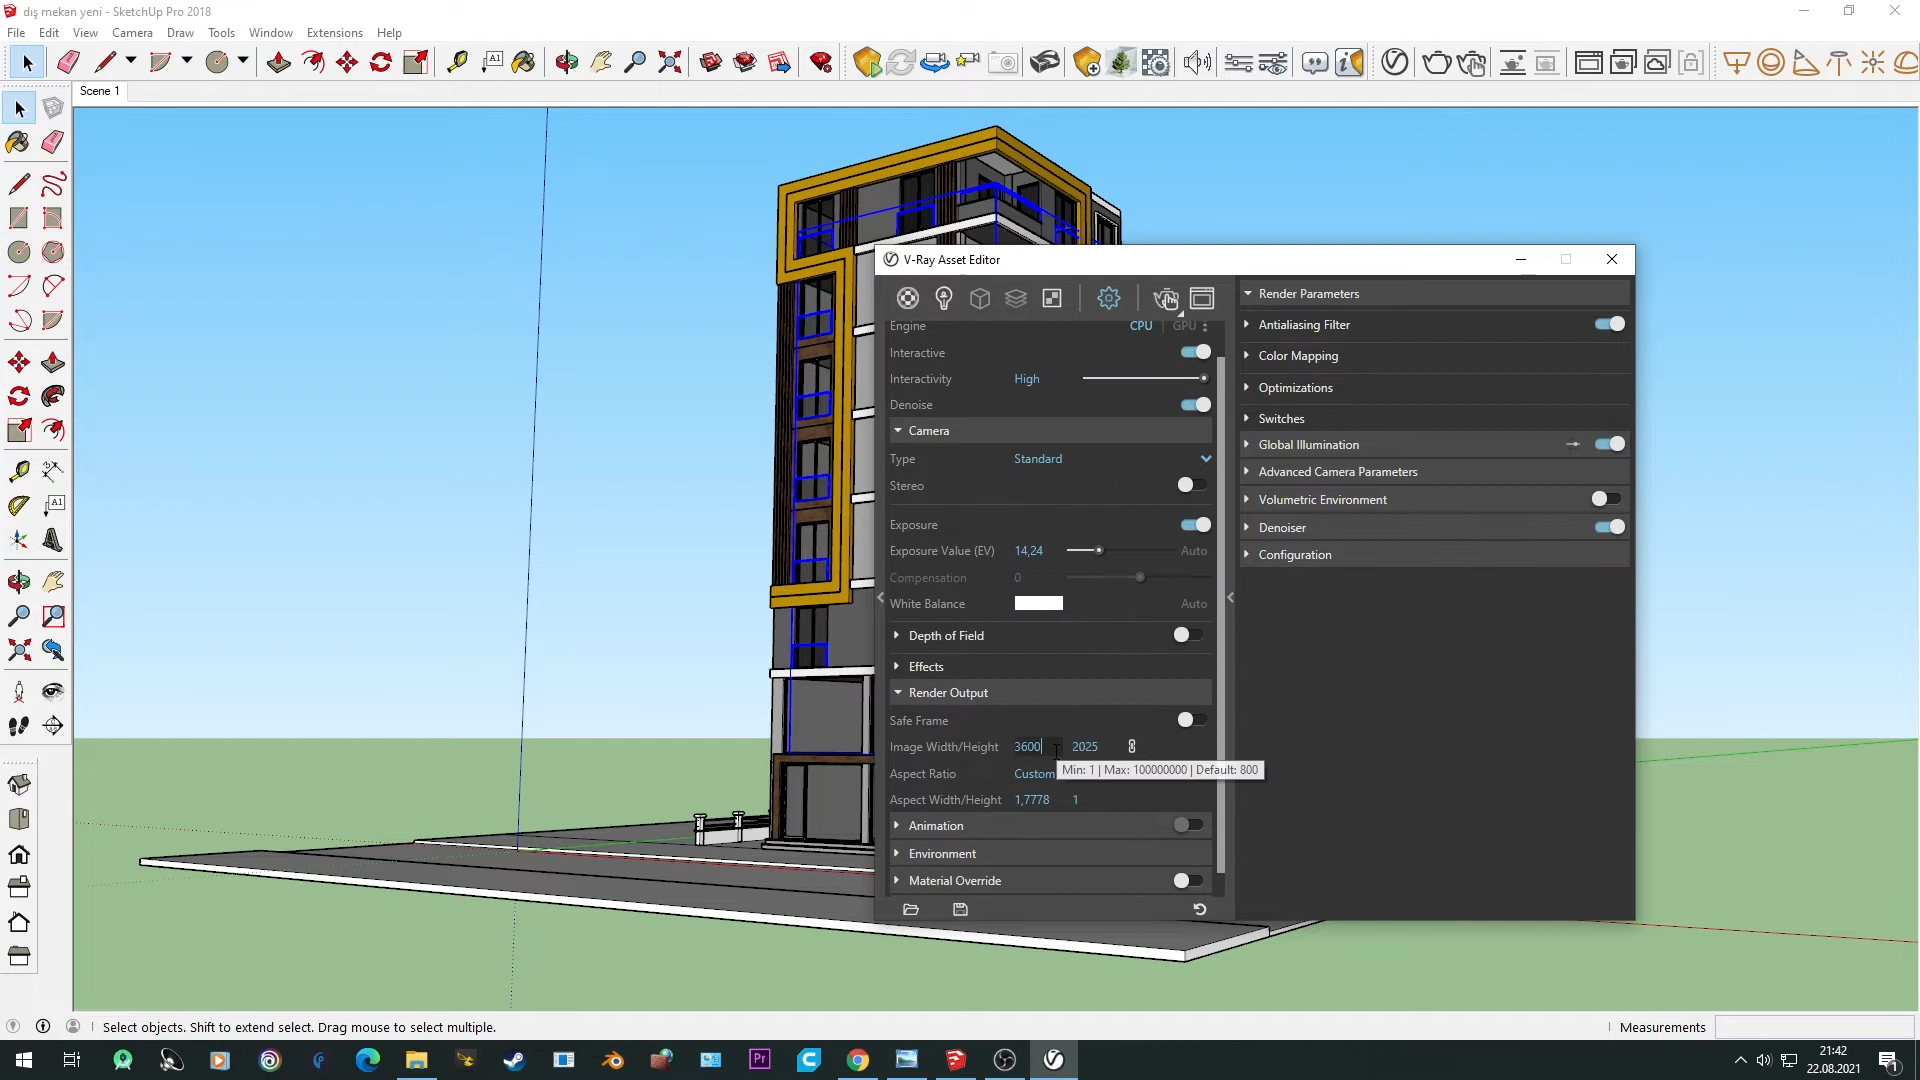 dış mekan yeni - SketchUp Pro 2018
File Edit View Camera Draw Tools Window Extensions Help
A1
Scene 1
A1
V-Ray Asset Editor
Engine CPU GPU
Interactive
Interactivity High
Denoise
Camera
Type Standard
Stereo
Exposure
Exposure Value (EV) 14,24 Auto
Compensation 0
White Balance Auto
Depth of Field
Effects
Render Output
Safe Frame
Image Width/Height 3600 2025
Aspect Ratio Custom
Min: 1 | Max: 100000000 | Default: 800
Aspect Width/Height 1,7778 1
Animation
Environment
Material Override
Render Parameters
Antialiasing Filter
Color Mapping
Optimizations
Switches
Global Illumination
Advanced Camera Parameters
Volumetric Environment
Denoiser
Configuration
Select objects. Shift to extend select. Drag mouse to select multiple.
Measurements
Pr
21:42
22.08.2021
1